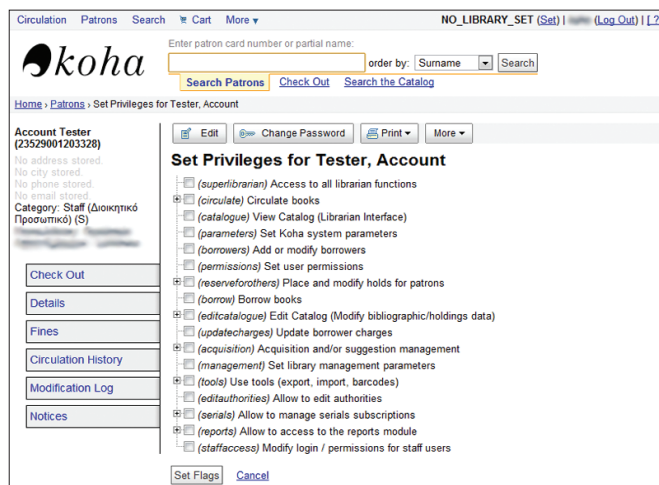 Circulation Patrons Search Cart More ▾ NO_LIBRARY_SET (Set) | (Log Out) | [ ?
koha
Enter patron card number or partial name:
order by: Surname Search
Search Patrons Check Out Search the Catalog
Home › Patrons › Set Privileges for Tester, Account
Account Tester
(23529001203328)
No address stored.
No city stored.
No phone stored.
No email stored.
Category: Staff (Διοικητικό
Προσωπικό) (S)
Check Out
Details
Fines
Circulation History
Modification Log
Notices
Edit Change Password Print ▾ More ▾
Set Privileges for Tester, Account
(superlibrarian) Access to all librarian functions
(circulate) Circulate books
(catalogue) View Catalog (Librarian Interface)
(parameters) Set Koha system parameters
(borrowers) Add or modify borrowers
(permissions) Set user permissions
(reserveforothers) Place and modify holds for patrons
(borrow) Borrow books
(editcatalogue) Edit Catalog (Modify bibliographic/holdings data)
(updatecharges) Update borrower charges
(acquisition) Acquisition and/or suggestion management
(management) Set library management parameters
(tools) Use tools (export, import, barcodes)
(editauthorities) Allow to edit authorities
(serials) Allow to manage serials subscriptions
(reports) Allow to access to the reports module
(staffaccess) Modify login / permissions for staff users
Set Flags Cancel